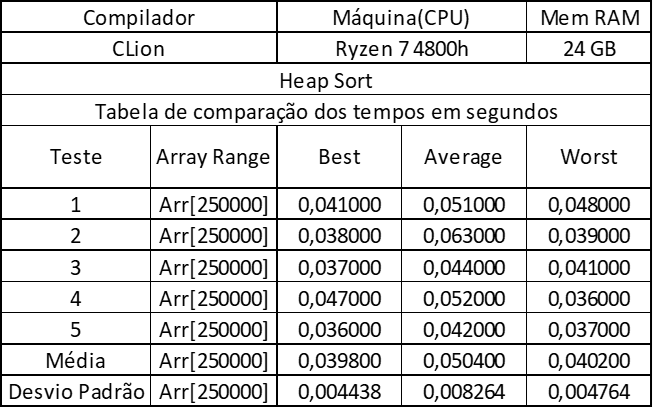 Compilador Máquina(CPU) Mem RAM
CLion Ryzen 7 4800h 24 GB
Heap Sort
Tabela de comparação dos tempos em segundos
Teste Array Range Best Average Worst
1 Arr[250000] 0,041000 0,051000 0,048000
2 Arr[250000] 0,038000 0,063000 0,039000
3 Arr[250000] 0,037000 0,044000 0,041000
4 Arr[250000] 0,047000 0,052000 0,036000
5 Arr[250000] 0,036000 0,042000 0,037000
Média Arr[250000] 0,039800 0,050400 0,040200
Desvio Padrão Arr[250000] 0,004438 0,008264 0,004764